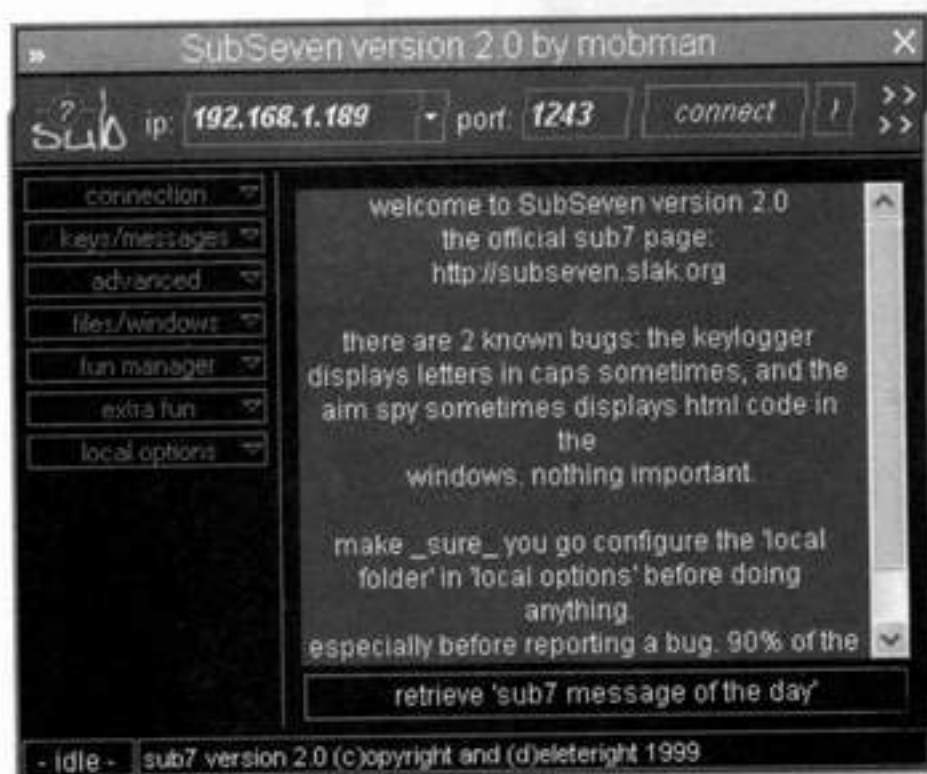 » SubSeven version 2.0 by mobman X
? sub ip: 192.168.1.189 port: 1243 connect >> >>
connection
keys/messages
advanced
files/windows
fun manager
extra fun
local options
welcome to SubSeven version 2.0
the official sub7 page:
http://subseven.slak.org
there are 2 known bugs: the keylogger
displays letters in caps sometimes, and the
aim spy sometimes displays html code in
the
windows. nothing important.
make _sure_ you go configure the 'local
folder' in 'local options' before doing
anything.
especially before reporting a bug. 90% of the
retrieve 'sub7 message of the day'
- idle - sub7 version 2.0 (c)opyright and (d)eleteright 1999